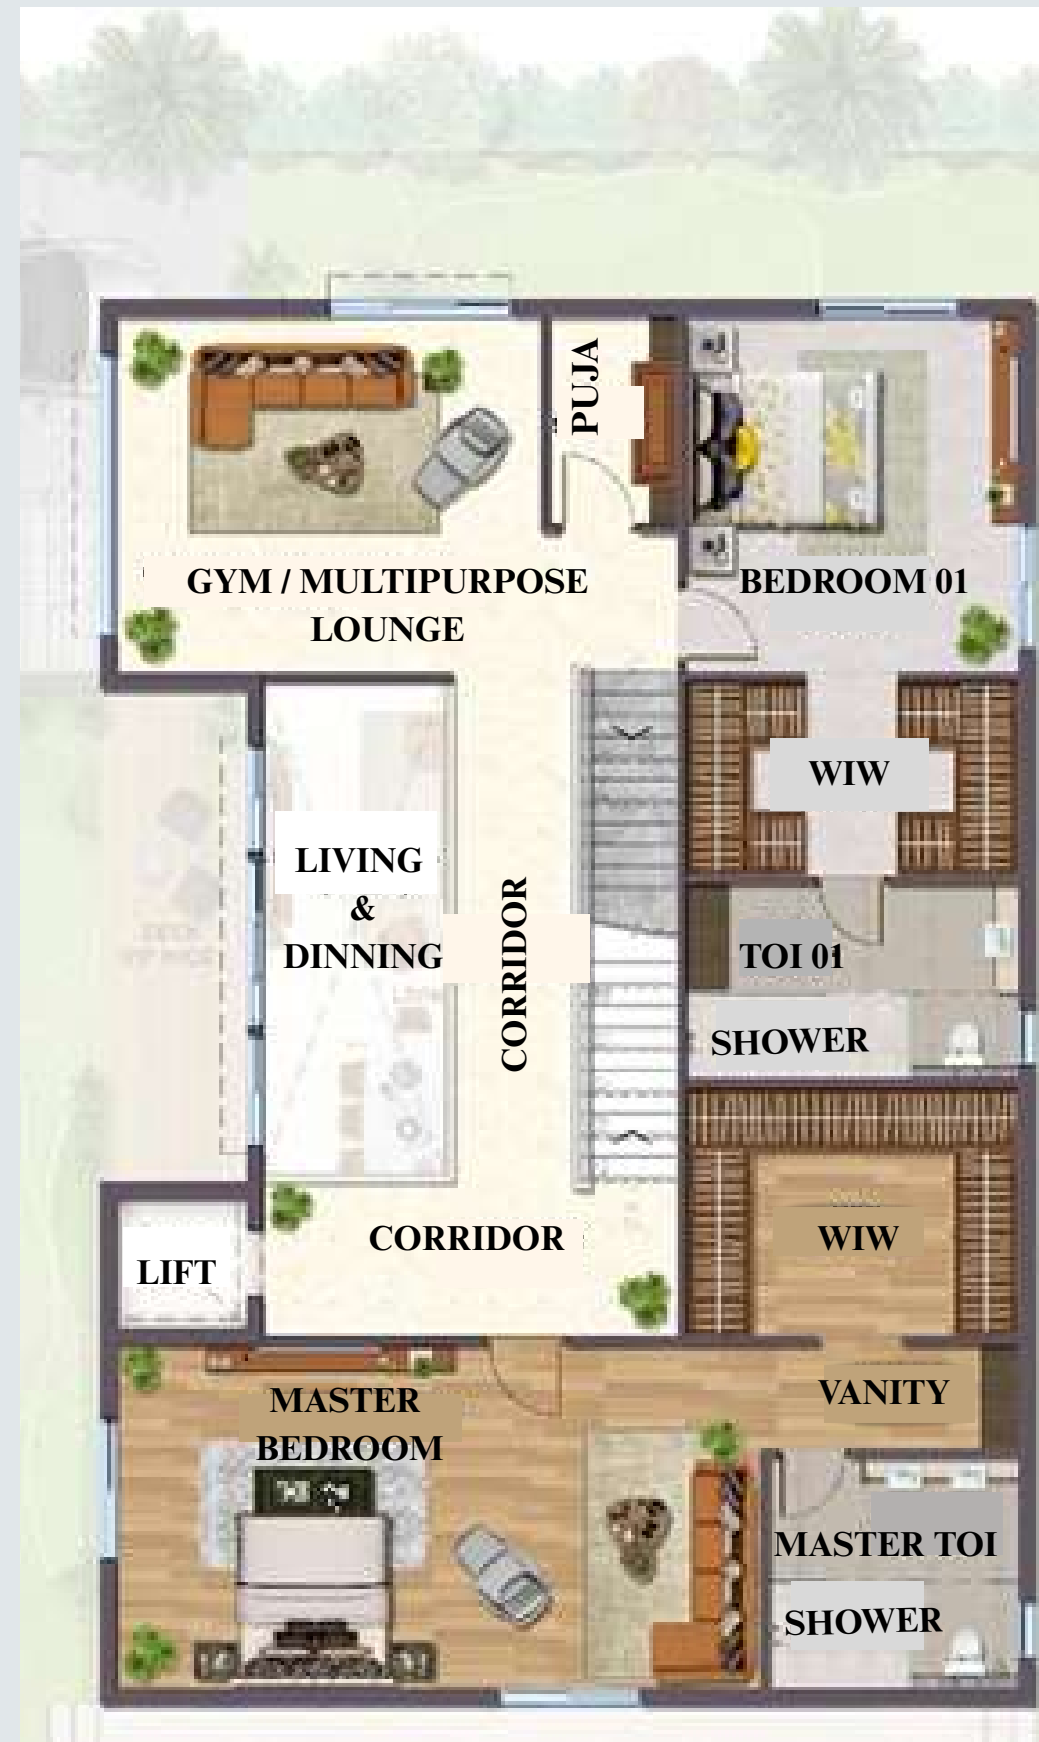 PUJA
GYM / MULTIPURPOSE
LOUNGE
BEDROOM 01
WIW
LIVING
&
DINNING
CORRIDOR
TOI 01
SHOWER
CORRIDOR
WIW
LIFT
MASTER
BEDROOM
VANITY
MASTER TOI
SHOWER